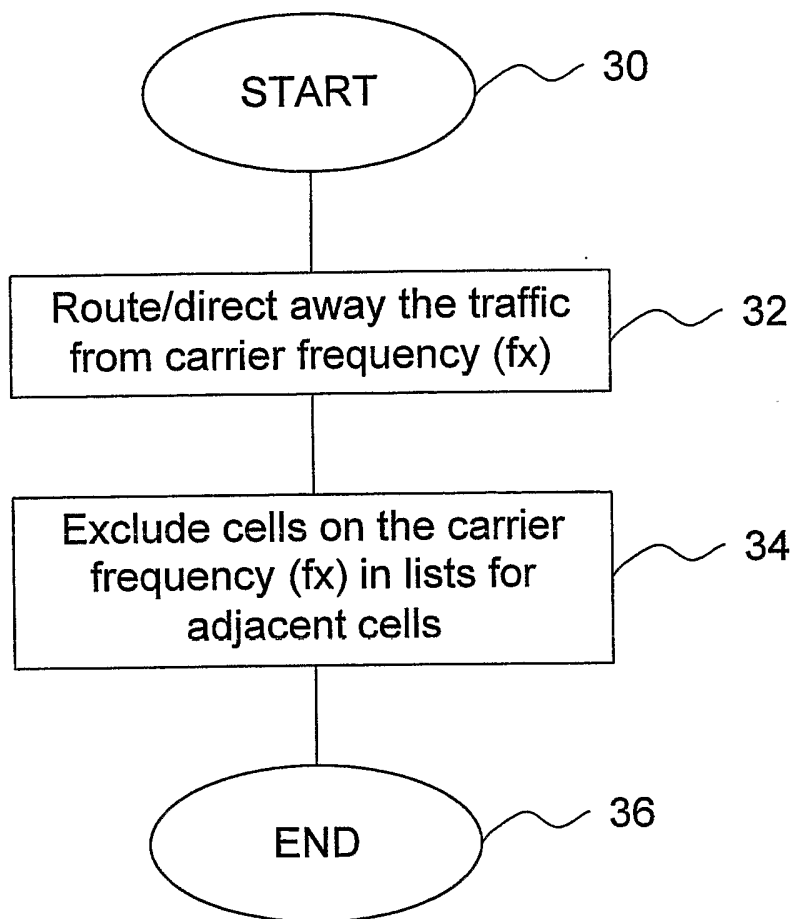 START
30
Route/direct away the traffic
from carrier frequency (fx)
32
Exclude cells on the carrier
frequency (fx) in lists for
adjacent cells
34
END
36